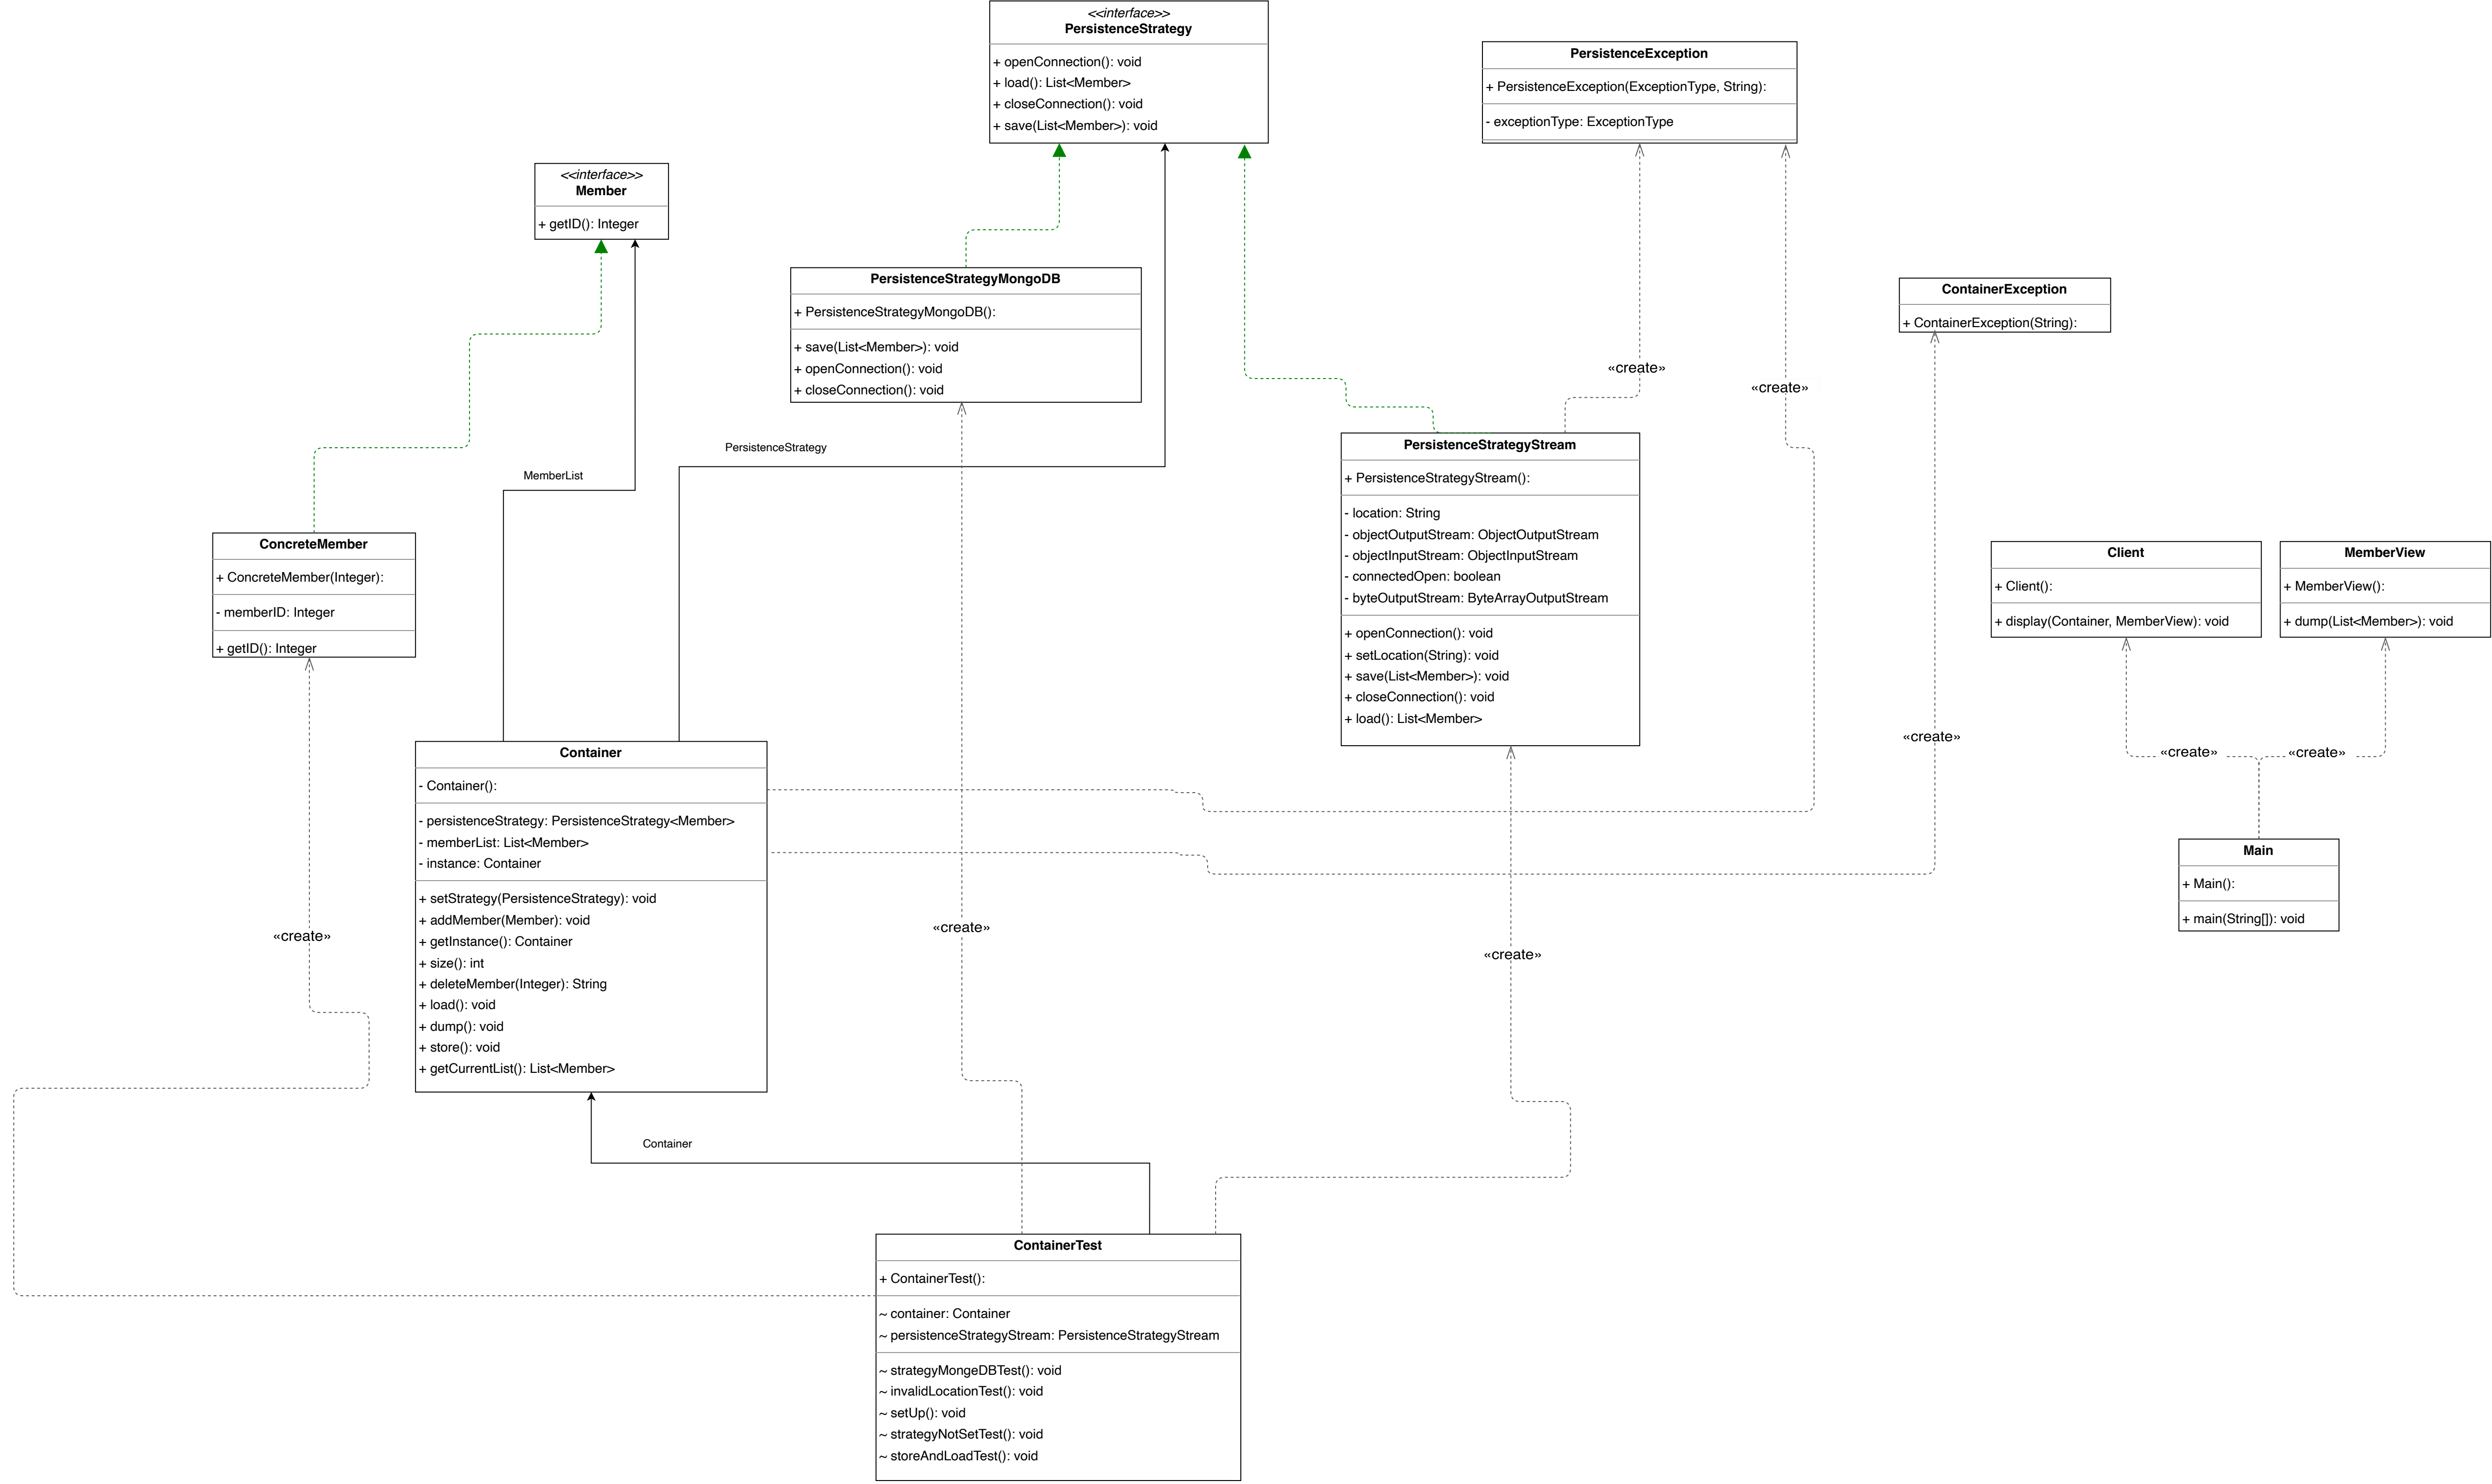 <<interface>>
PersistenceStrategy
+ openConnection(): void
+ load(): List<Member>
+ closeConnection(): void
+ save(List<Member>): void
PersistenceException
+ PersistenceException(ExceptionType, String):
- exceptionType: ExceptionType
<<interface>>
Member
+ getID(): Integer
PersistenceStrategyMongoDB
+ PersistenceStrategyMongoDB():
+ save(List<Member>): void
+ openConnection(): void
+ closeConnection(): void
ContainerException
+ ContainerException(String):
«create»
«create»
PersistenceStrategy
MemberList
PersistenceStrategyStream
+ PersistenceStrategyStream():
- location: String
- objectOutputStream: ObjectOutputStream
- objectInputStream: ObjectInputStream
- connectedOpen: boolean
- byteOutputStream: ByteArrayOutputStream
+ openConnection(): void
+ setLocation(String): void
+ save(List<Member>): void
+ closeConnection(): void
+ load(): List<Member>
ConcreteMember
+ ConcreteMember(Integer):
- memberID: Integer
+ getID(): Integer
Client
+ Client():
+ display(Container, MemberView): void
MemberView
+ MemberView():
+ dump(List<Member>): void
«create»
«create»
«create»
Container
- Container():
- persistenceStrategy: PersistenceStrategy<Member>
- memberList: List<Member>
- instance: Container
+ setStrategy(PersistenceStrategy): void
+ addMember(Member): void
+ getInstance(): Container
+ size(): int
+ deleteMember(Integer): String
+ load(): void
+ dump(): void
+ store(): void
+ getCurrentList(): List<Member>
Main
+ Main():
+ main(String[]): void
«create»
«create»
«create»
Container
ContainerTest
+ ContainerTest():
~ container: Container
~ persistenceStrategyStream: PersistenceStrategyStream
~ strategyMongeDBTest(): void
~ invalidLocationTest(): void
~ setUp(): void
~ strategyNotSetTest(): void
~ storeAndLoadTest(): void